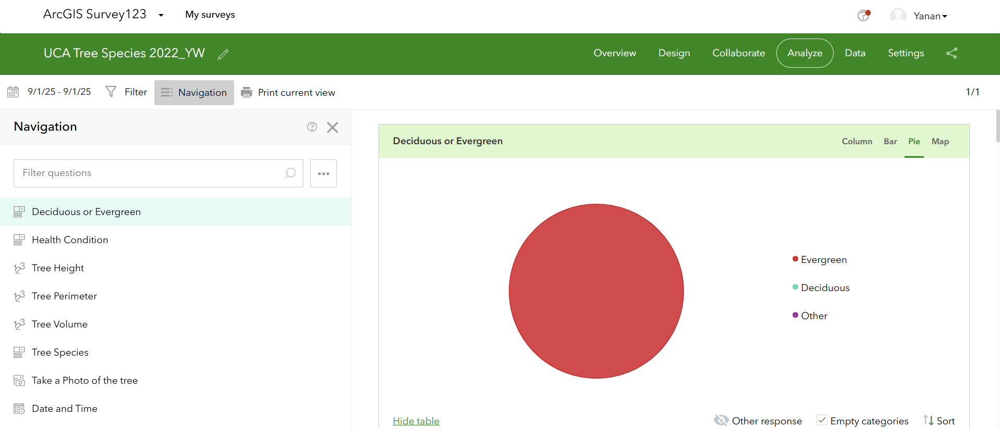 ArcGIS Survey123
My surveys
Yanan
UCA Tree Species 2022_YW
Overview
Design
Collaborate
Analyze
Data
Settings
9/1/25 - 9/1/25
Filter
Navigation
Print current view
1/1
Navigation
Filter questions
Deciduous or Evergreen
Health Condition
Tree Height
Tree Perimeter
Tree Volume
Tree Species
Take a Photo of the tree
Date and Time
Deciduous or Evergreen
Column
Bar
Pie
Map
Evergreen
Deciduous
Other
Hide table
Other response
Empty categories
Sort